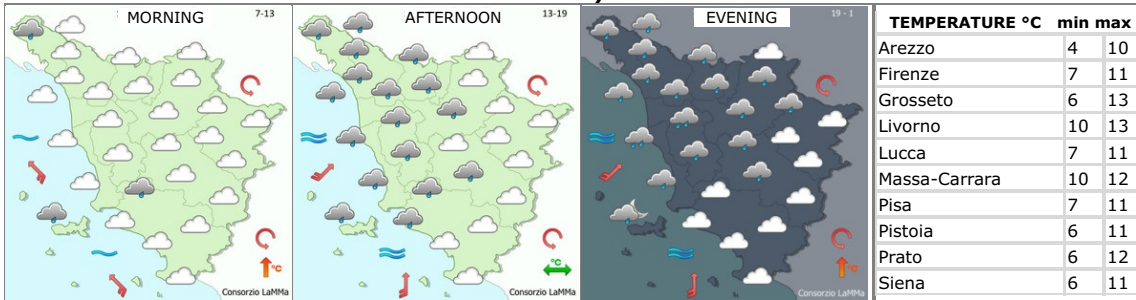 MORNING 7-13
°C
Consorzio LaMMa
AFTERNOON 13-19
°C
Consorzio LaMMa
EVENING 19 - 1
°C
Consorzio LaMMa
TEMPERATURE °C min max
Arezzo 4 10
Firenze 7 11
Grosseto 6 13
Livorno 10 13
Lucca 7 11
Massa-Carrara 10 12
Pisa 7 11
Pistoia 6 11
Prato 6 12
Siena 6 11